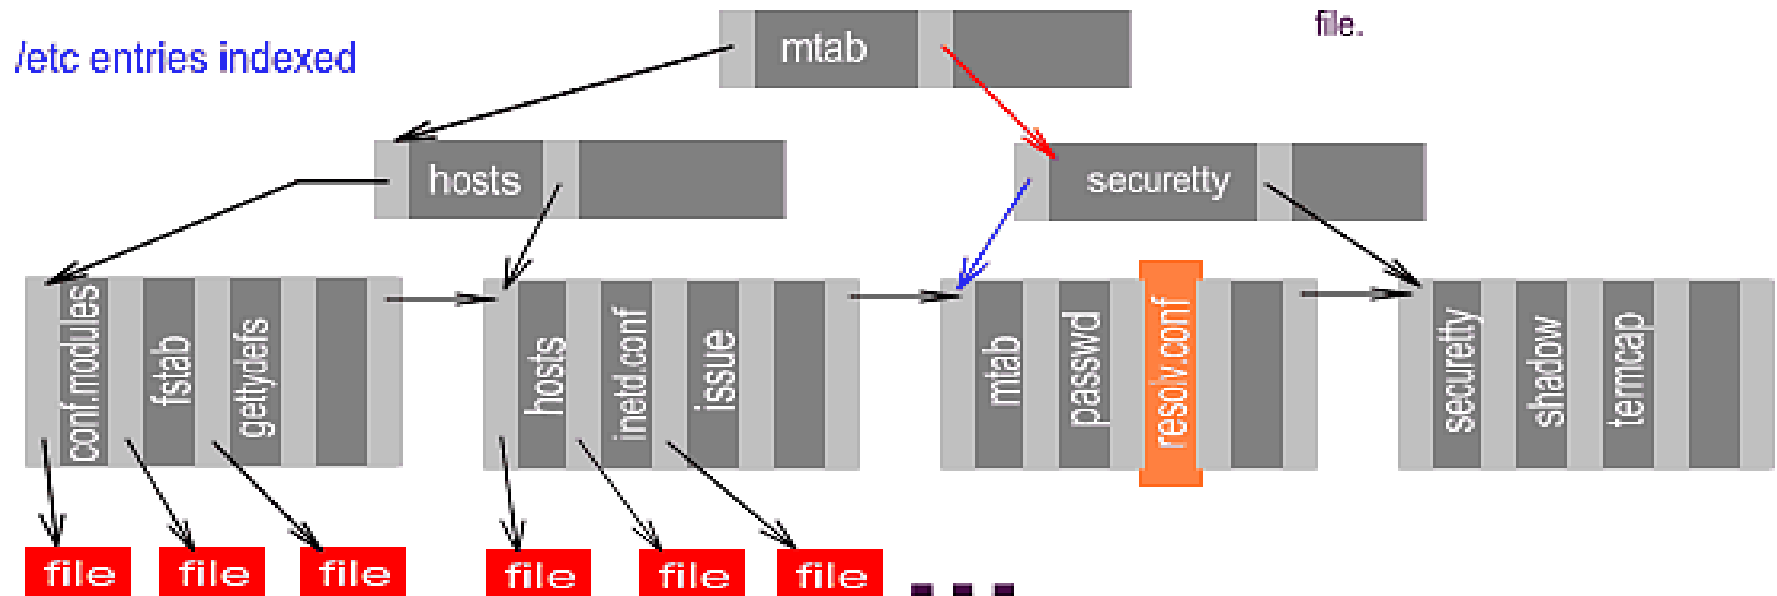 file.
/etc entries indexed
mtab
hosts
securetty
conf.modules
fstab
gettydefs
hosts
inetd.conf
issue
mtab
passwd
resolv.conf
securetty
shadow
termcap
file
file
file
file
file
file